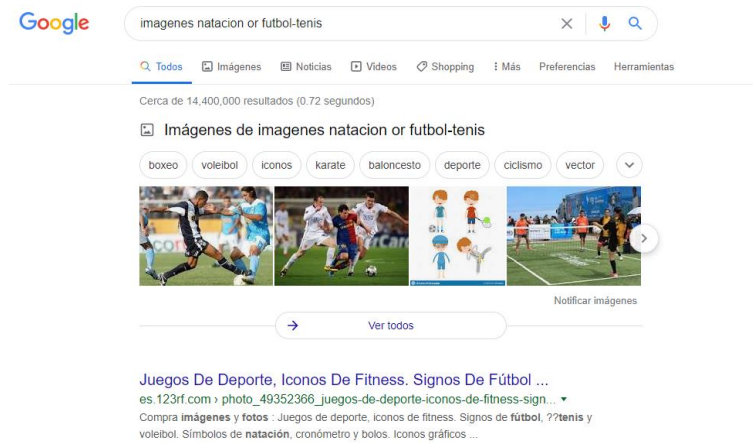 Google
imagenes natacion or futbol-tenis
Todos Imágenes Noticias Videos Shopping Más Preferencias Herramientas
Cerca de 14,400,000 resultados (0.72 segundos)
Imágenes de imagenes natacion or futbol-tenis
boxeo voleibol iconos karate baloncesto deporte ciclismo vector
Notificar imágenes
Ver todos
Juegos De Deporte, Iconos De Fitness. Signos De Fútbol ...
es.123rf.com › photo_49352366_juegos-de-deporte-iconos-de-fitness-sign...
Compra imágenes y fotos : Juegos de deporte, iconos de fitness. Signos de fútbol, ??tenis y
voleibol. Símbolos de natación, cronómetro y bolos. Iconos gráficos ...